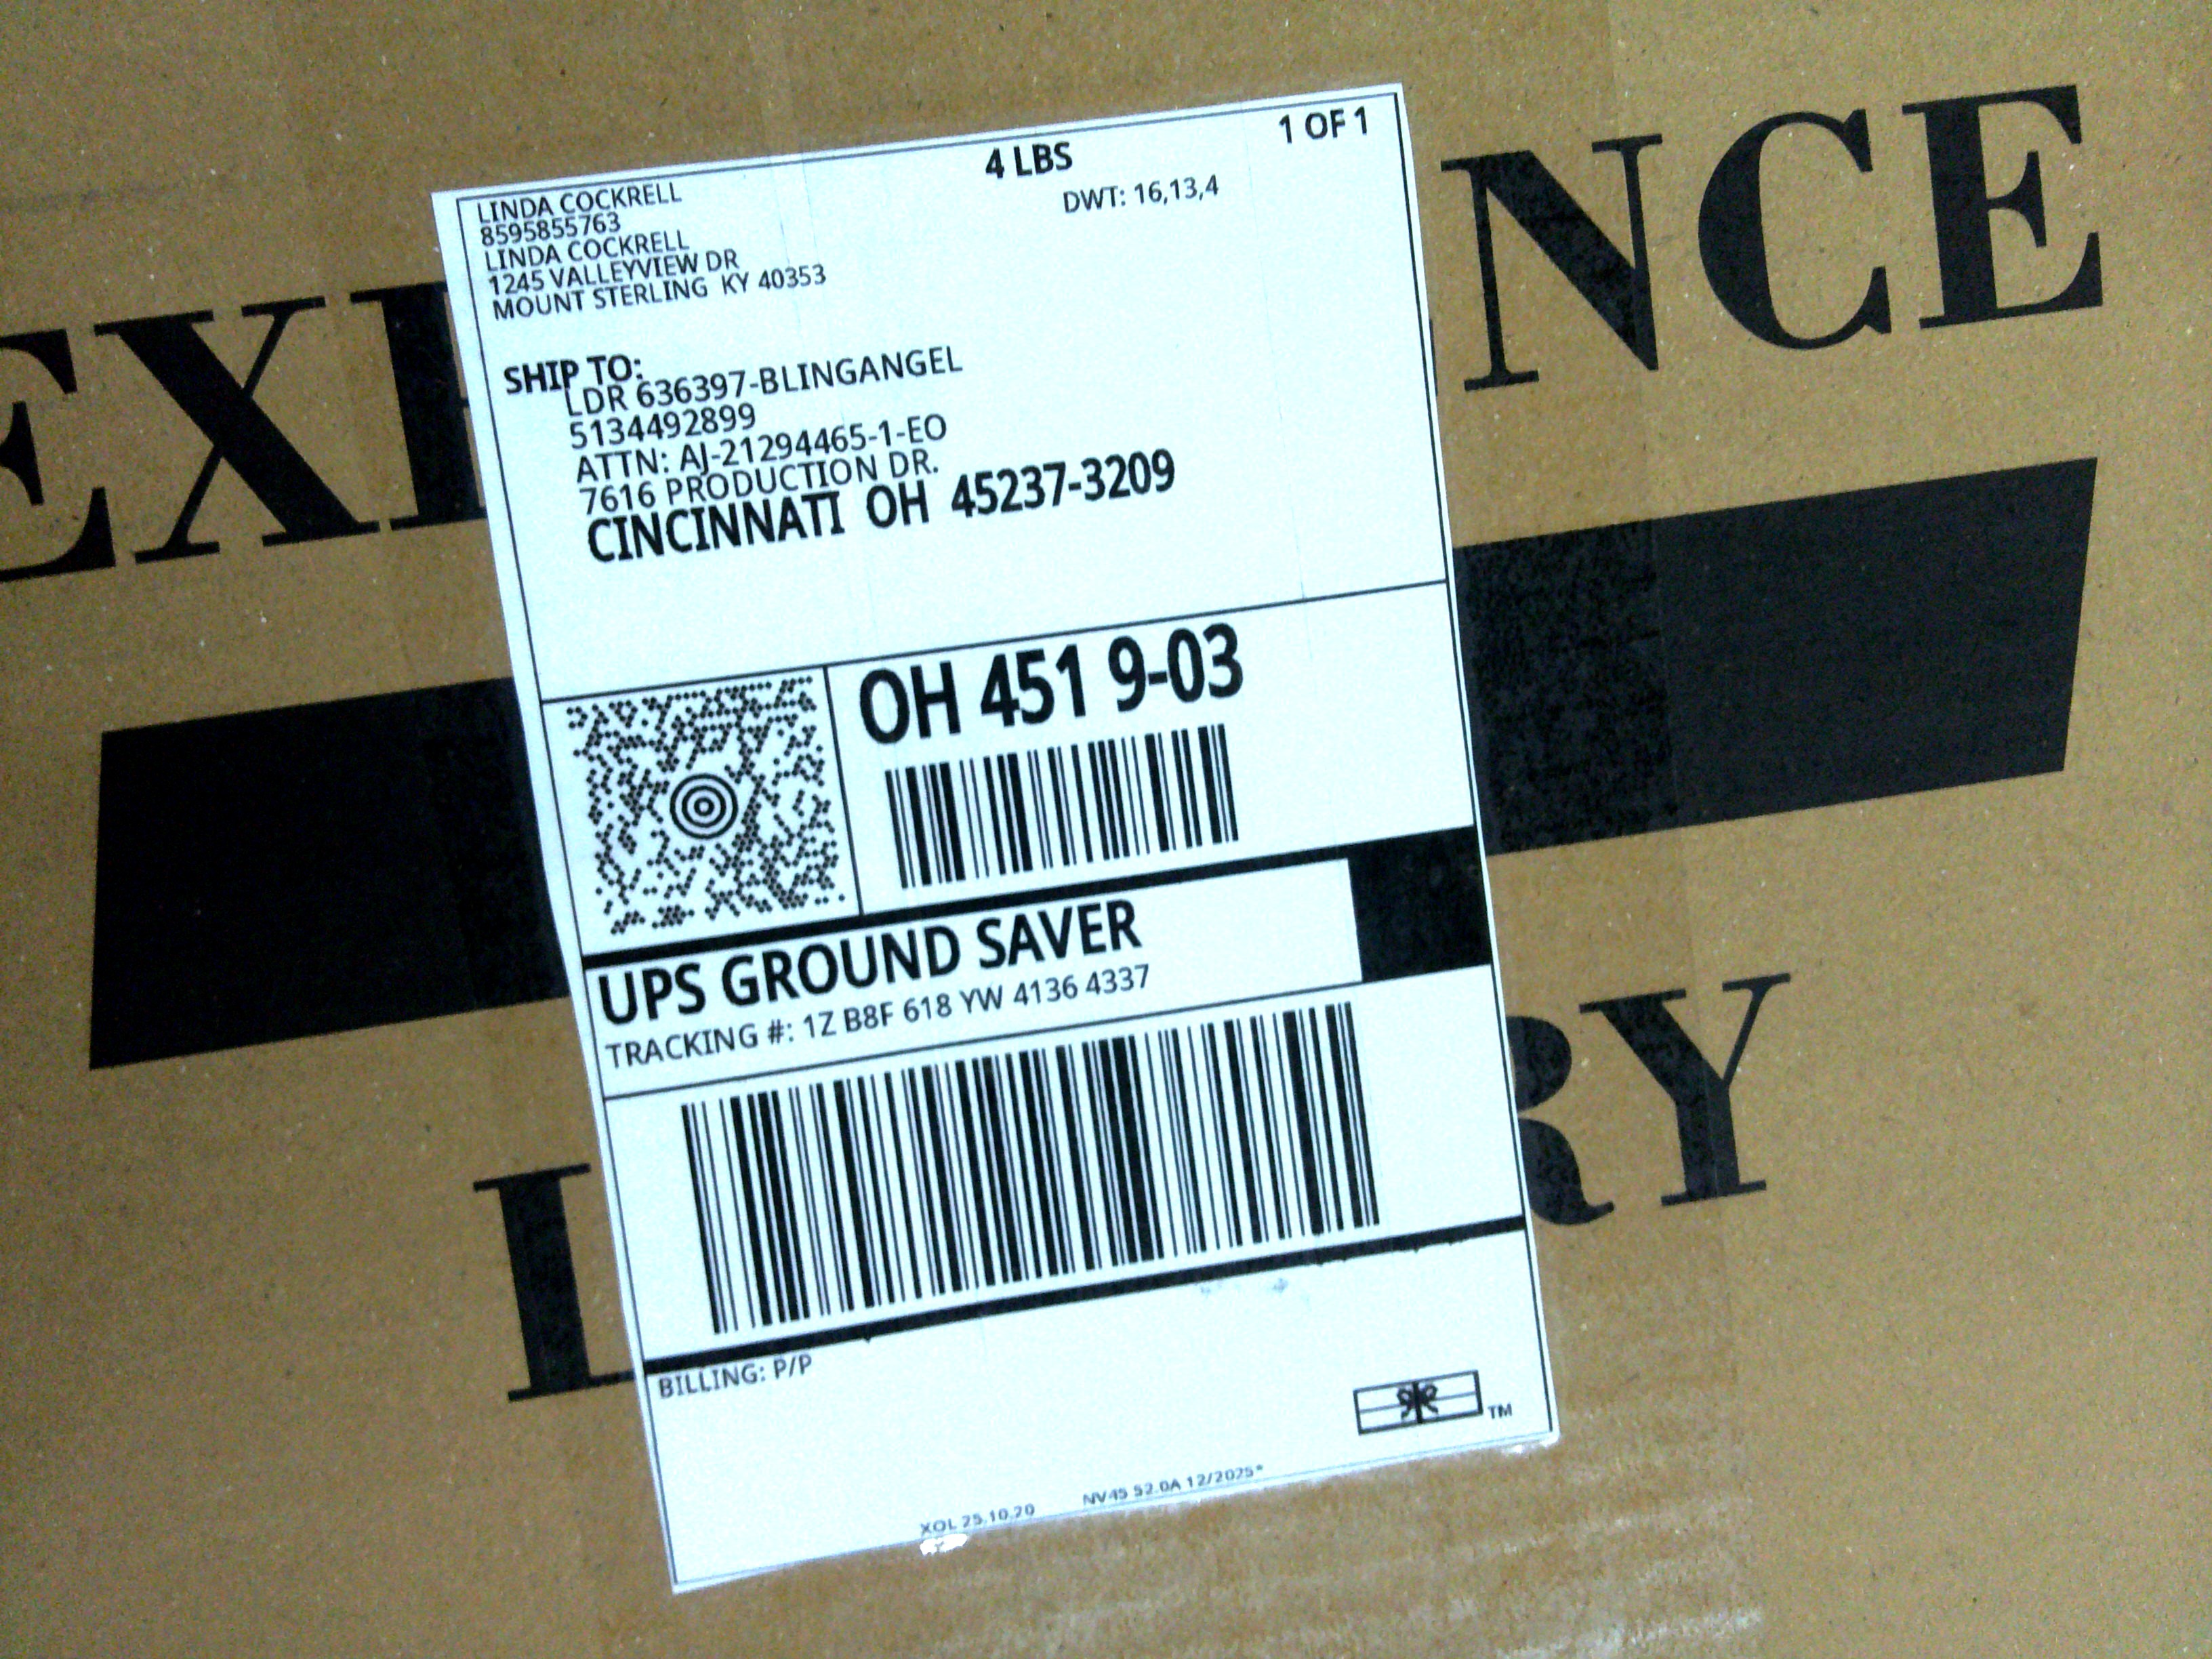 EXPERIENCE
LINDA COCKRELL
8595855763
LINDA COCKRELL
1245 VALLEYVIEW DR
MOUNT STERLING KY 40353
4 LBS
1 OF 1
DWT: 16,13,4
SHIP TO:
LDR 636397-BLINGANGEL
5134492899
ATTN: AJ-21294465-1-EO
7616 PRODUCTION DR.
CINCINNATI OH 45237-3209
OH 451 9-03
UPS GROUND SAVER
TRACKING #: 1Z B8F 618 YW 4136 4337
RY
BILLING: P/P
TM
XOL 25.10.20
NV45 52.0A 12/2025*